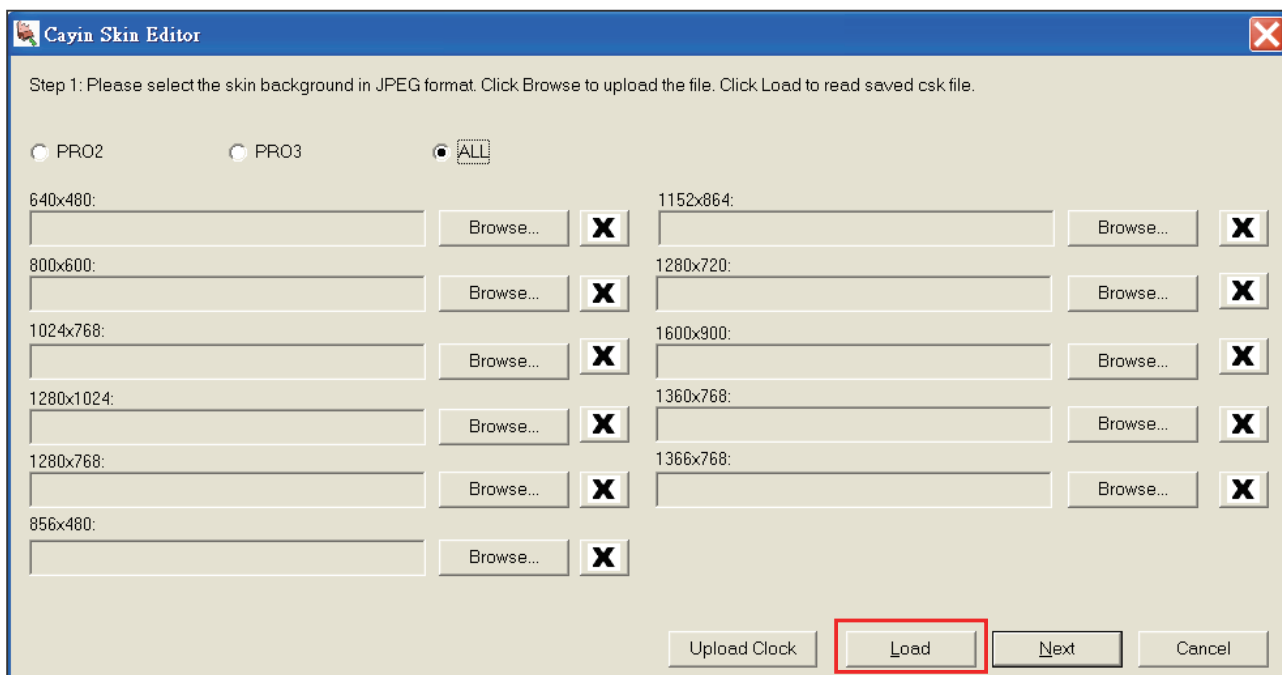 Cayin Skin Editor
Step 1: Please select the skin background in JPEG format. Click Browse to upload the file. Click Load to read saved csk file.
PRO2 PRO3 ALL
640x480: 1152x864:
Browse... X Browse... X
800x600: 1280x720:
Browse... X Browse... X
1024x768: 1600x900:
Browse... X Browse... X
1280x1024: 1360x768:
Browse... X Browse... X
1280x768: 1366x768:
Browse... X Browse... X
856x480:
Browse... X
Upload Clock Load Next Cancel